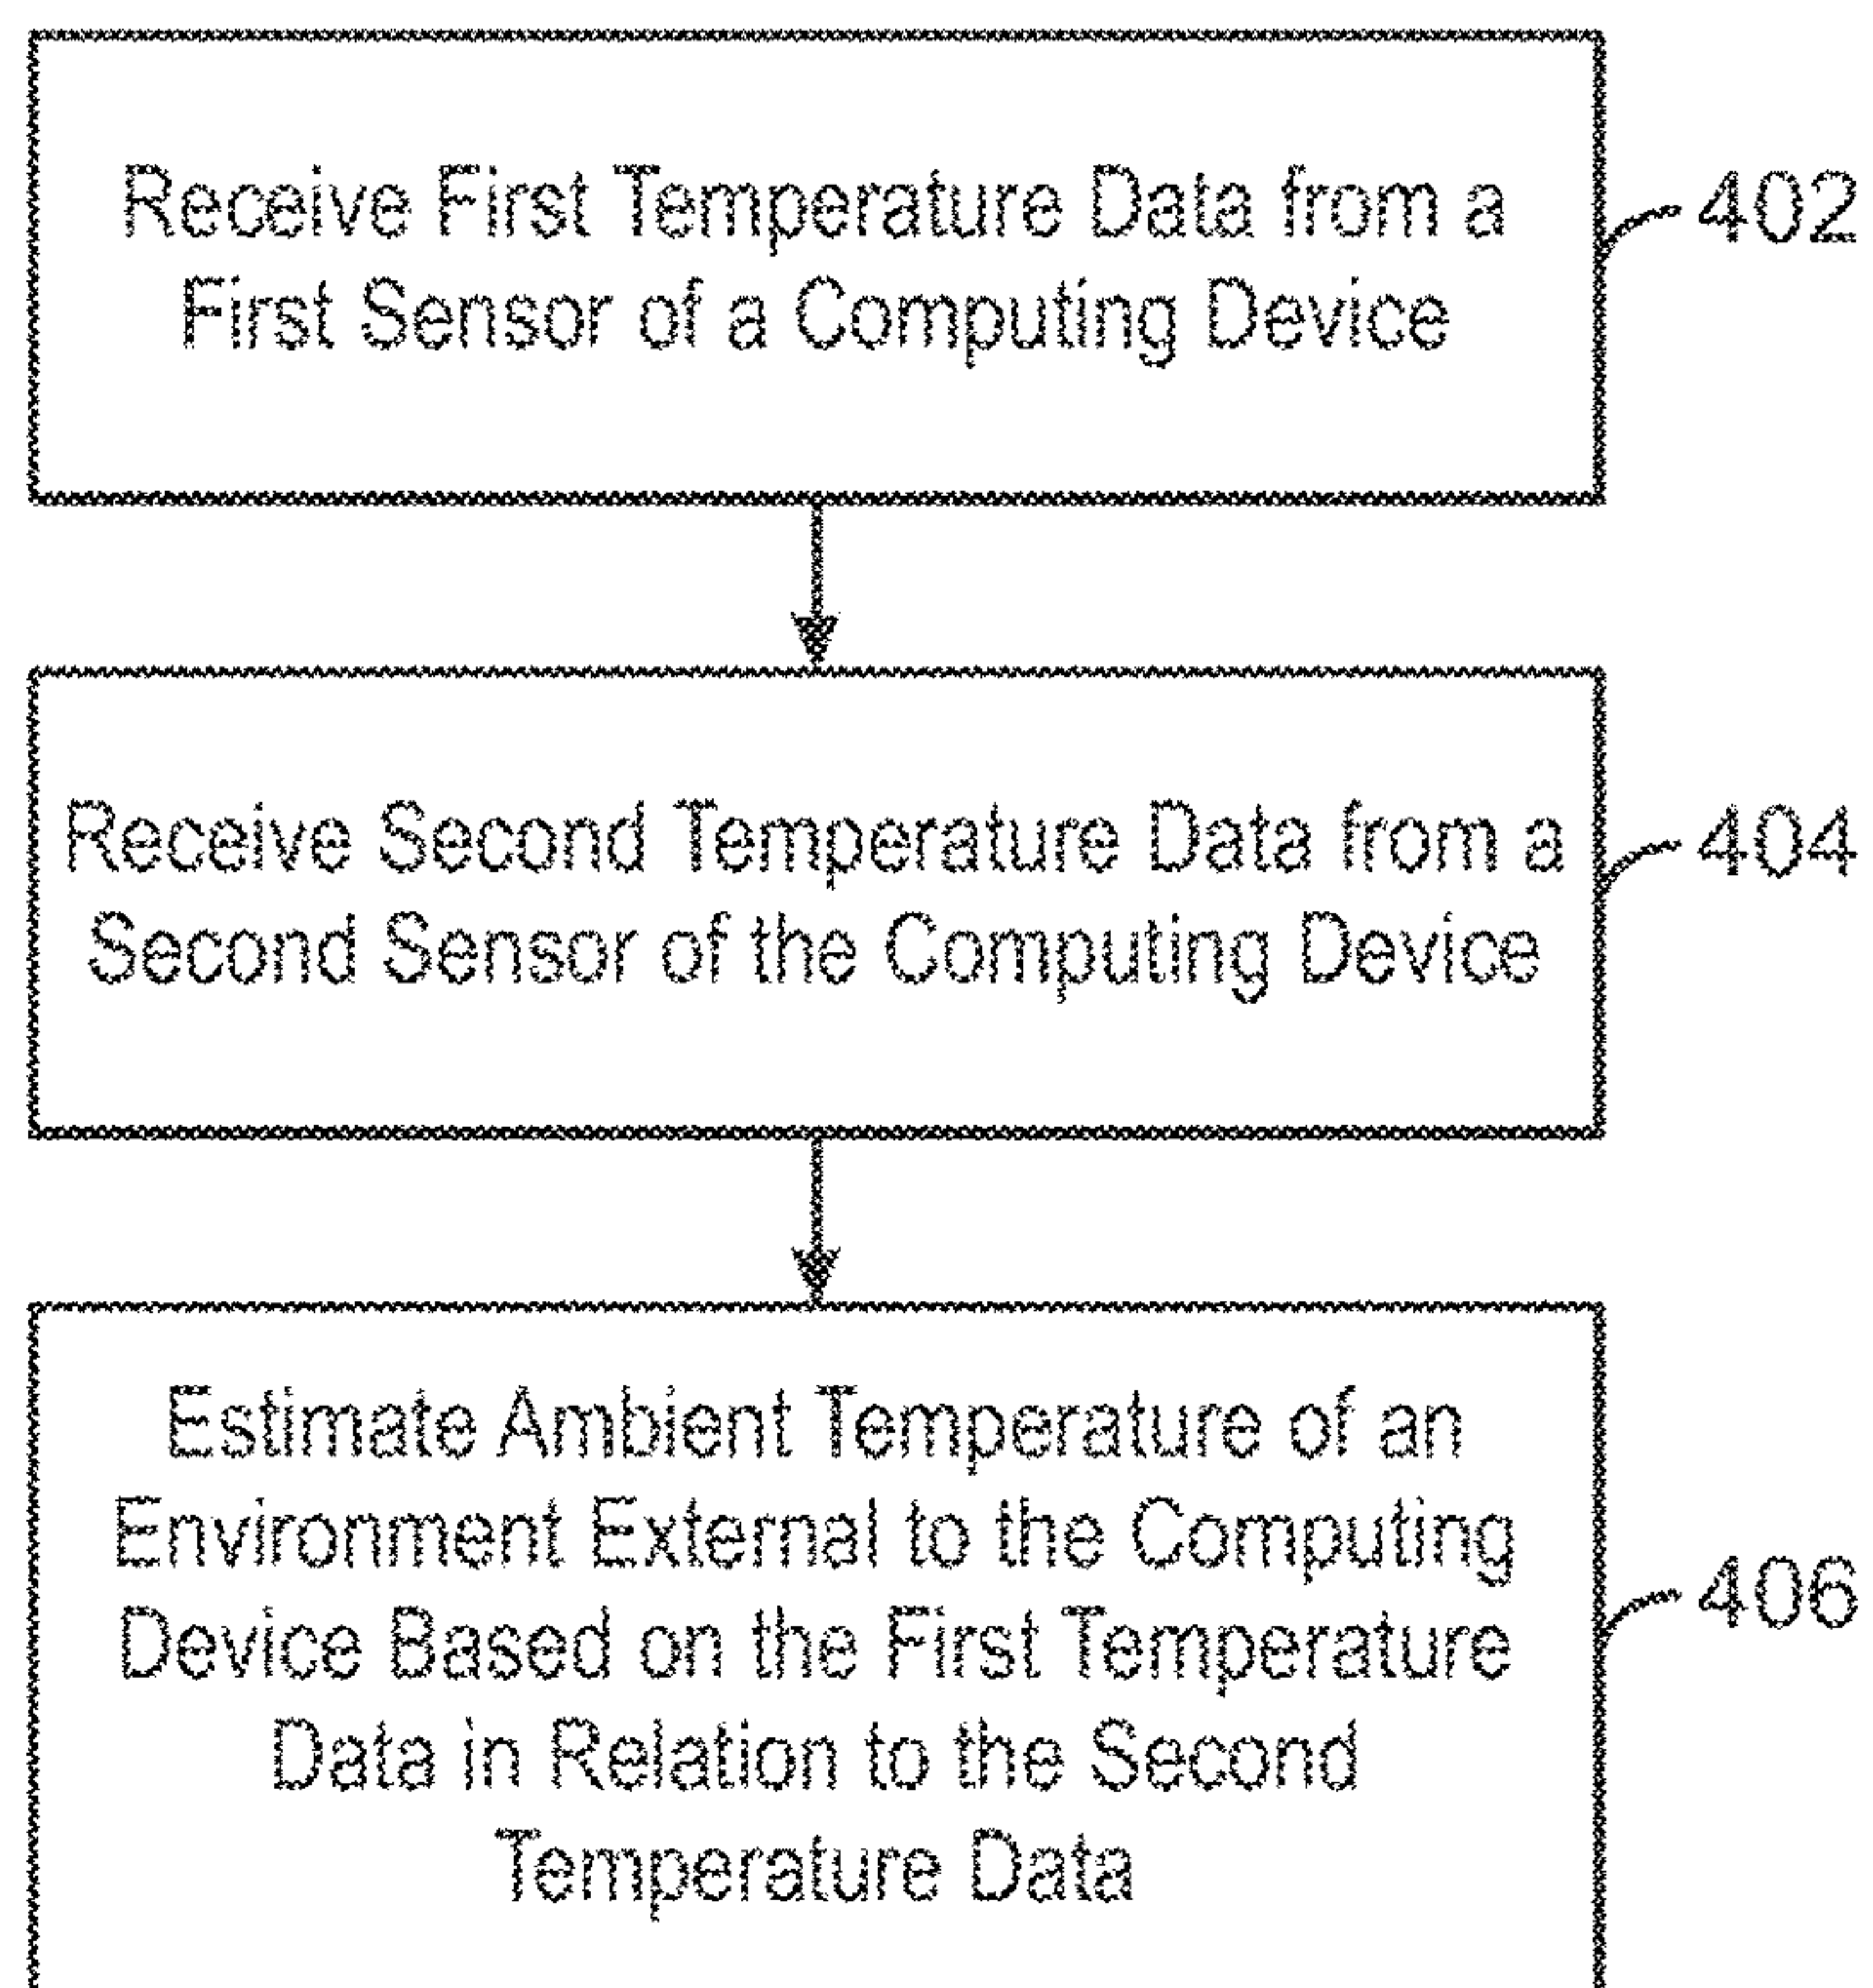 Receive First Temperature Data from a
First Sensor of a Computing Device
402
Receive Second Temperature Data from a
Second Sensor of the Computing Device
404
Estimate Ambient Temperature of an
Environment External to the Computing
Device Based on the First Temperature
Data in Relation to the Second
Temperature Data
406